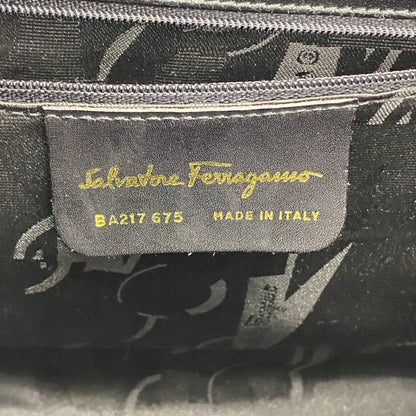 Salvatore Ferragamo
BA217 675 MADE IN ITALY